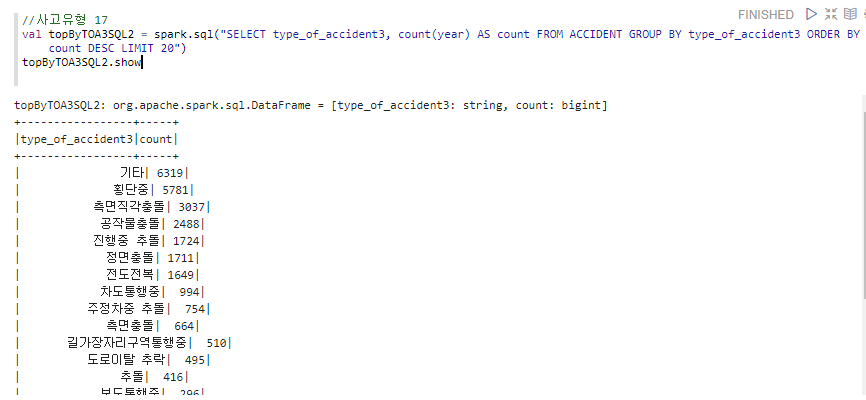 //사고유형 17
FINISHED
val topByTOA3SQL2 = spark.sql("SELECT type_of_accident3, count(year) AS count FROM ACCIDENT GROUP BY type_of_accident3 ORDER BY
count DESC LIMIT 20")
topByTOA3SQL2.show
topByTOA3SQL2: org.apache.spark.sql.DataFrame = [type_of_accident3: string, count: bigint]
+-----------------+-----+
|type_of_accident3|count|
+-----------------+-----+
| 기타| 6319|
| 횡단중| 5781|
| 측면직각충돌| 3037|
| 공작물충돌| 2488|
| 진행중 추돌| 1724|
| 정면충돌| 1711|
| 전도전복| 1649|
| 차도통행중| 994|
| 주정차중 추돌| 754|
| 측면충돌| 664|
| 길가장자리구역통행중| 510|
| 도로이탈 추락| 495|
| 추돌| 416|
| 보도통행중| 296|